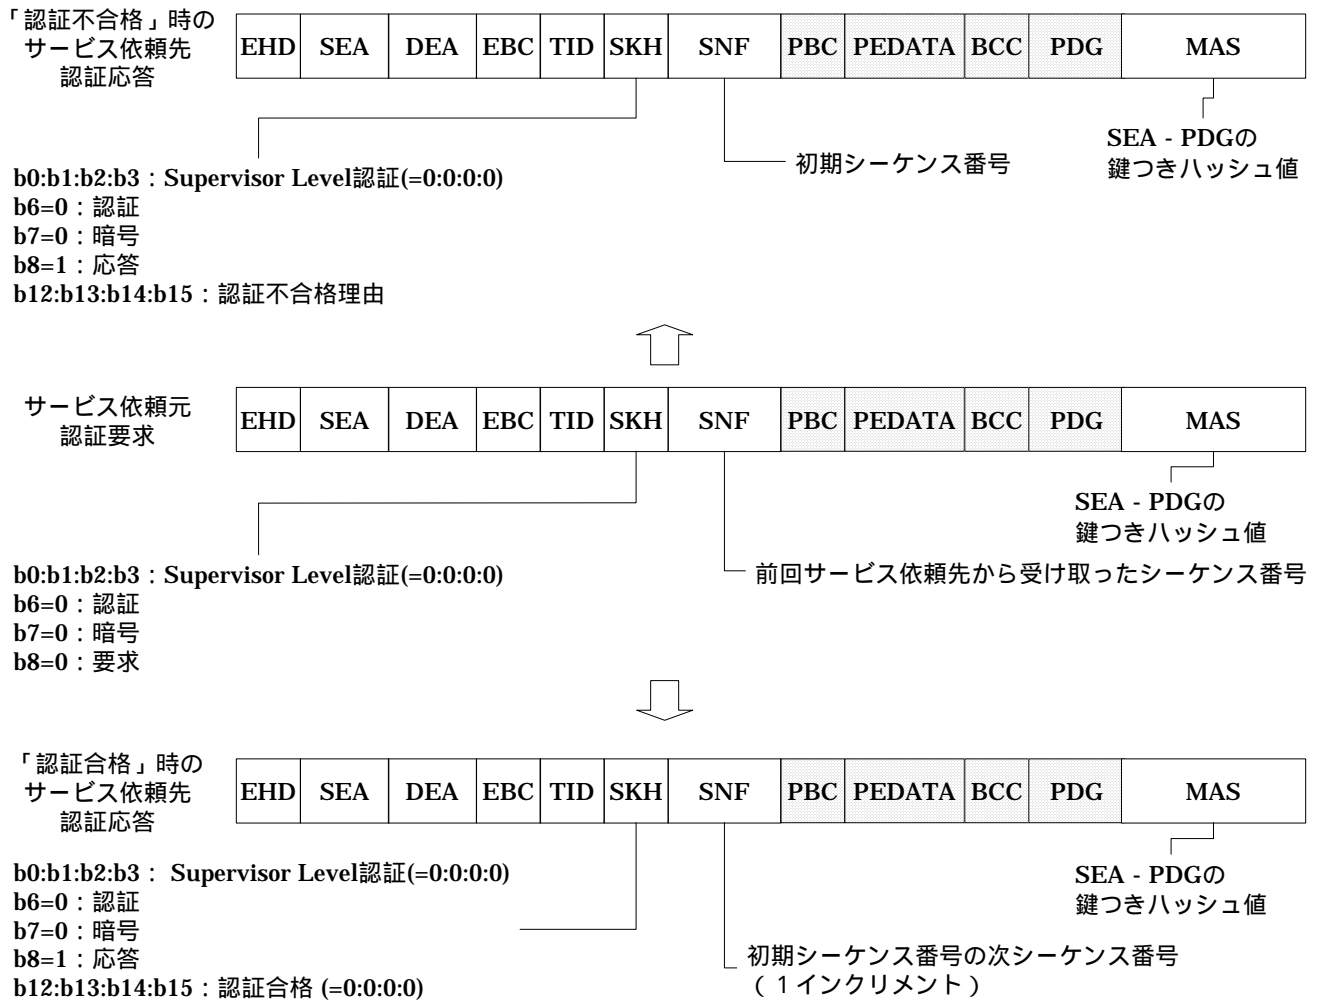 「認証不合格」時の
サービス依頼先
認証応答
EHD SEA DEA EBC TID SKH SNF PBC PEDATA BCC PDG MAS
SEA - PDGの
鍵つきハッシュ値
初期シーケンス番号
b0:b1:b2:b3：Supervisor Level認証(=0:0:0:0)
b6=0：認証
b7=0：暗号
b8=1：応答
b12:b13:b14:b15：認証不合格理由
サービス依頼元
認証要求
EHD SEA DEA EBC TID SKH SNF PBC PEDATA BCC PDG MAS
SEA - PDGの
鍵つきハッシュ値
前回サービス依頼先から受け取ったシーケンス番号
b0:b1:b2:b3：Supervisor Level認証(=0:0:0:0)
b6=0：認証
b7=0：暗号
b8=0：要求
「認証合格」時の
サービス依頼先
認証応答
EHD SEA DEA EBC TID SKH SNF PBC PEDATA BCC PDG MAS
SEA - PDGの
鍵つきハッシュ値
b0:b1:b2:b3： Supervisor Level認証(=0:0:0:0)
b6=0：認証
b7=0：暗号
b8=1：応答
b12:b13:b14:b15：認証合格 (=0:0:0:0)
初期シーケンス番号の次シーケンス番号
（１インクリメント）